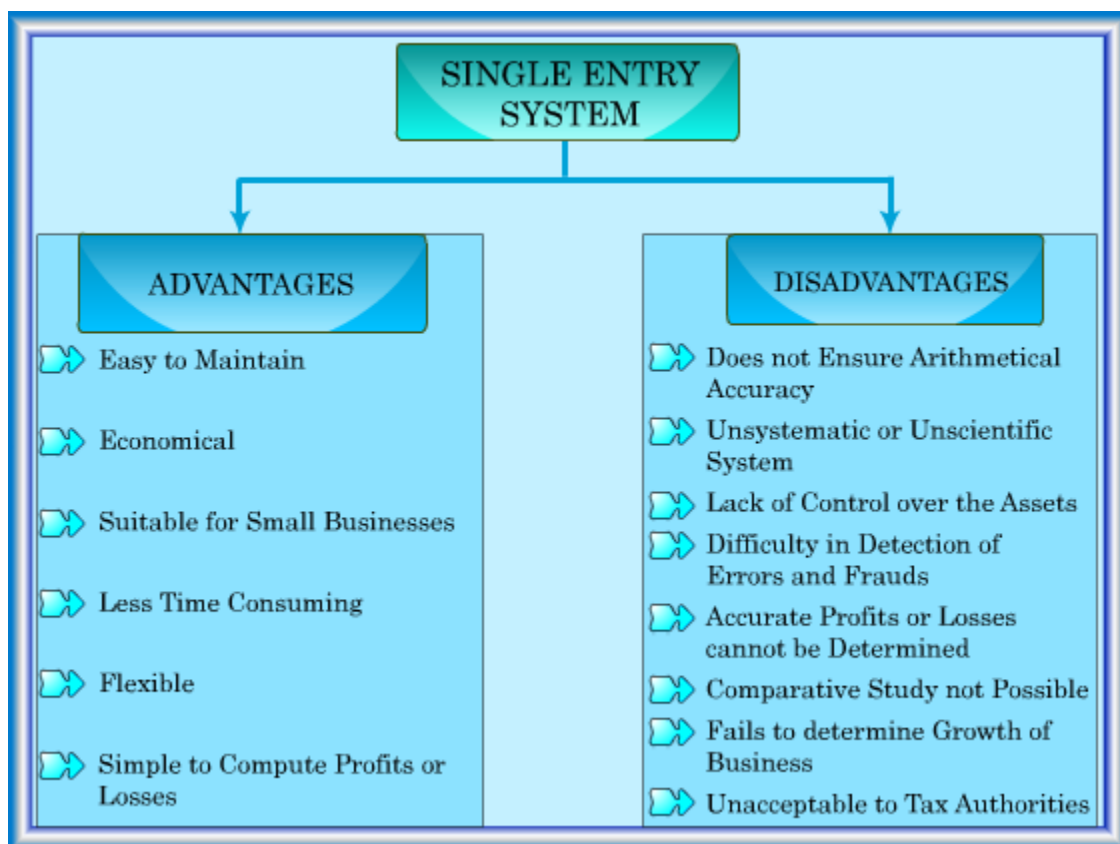 SINGLE ENTRY
SYSTEM
ADVANTAGES
Easy to Maintain
Economical
Suitable for Small Businesses
Less Time Consuming
Flexible
Simple to Compute Profits or
Losses
DISADVANTAGES
Does not Ensure Arithmetical
Accuracy
Unsystematic or Unscientific
System
Lack of Control over the Assets
Difficulty in Detection of
Errors and Frauds
Accurate Profits or Losses
cannot be Determined
Comparative Study not Possible
Fails to determine Growth of
Business
Unacceptable to Tax Authorities